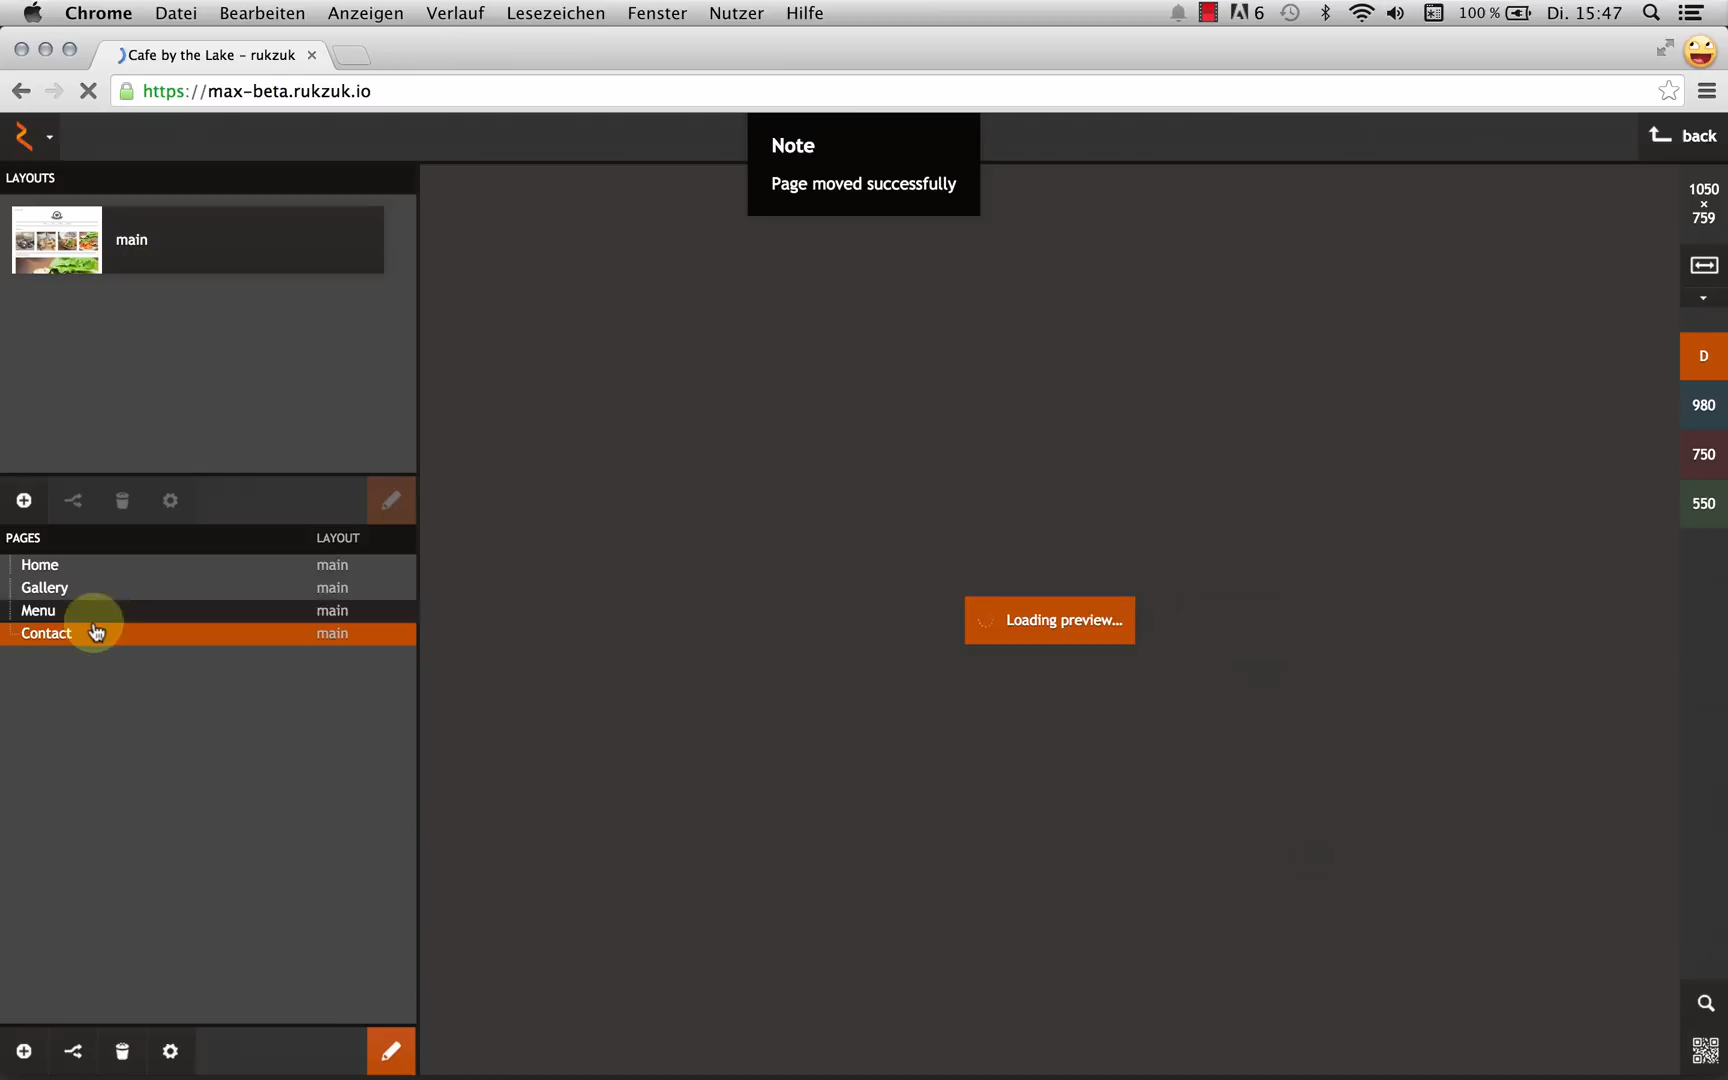 Chrome Datei Bearbeiten Anzeigen Verlauf Lesezeichen Fenster Nutzer Hilfe 6 100 % Di. 15:47
Cafe by the Lake – rukzuk
https://max-beta.rukzuk.io
Note
Page moved successfully
back
LAYOUTS
main
1050
×
759
D
980
750
550
PAGES LAYOUT
Home main
Gallery main
Menu main
Contact main
Loading preview...